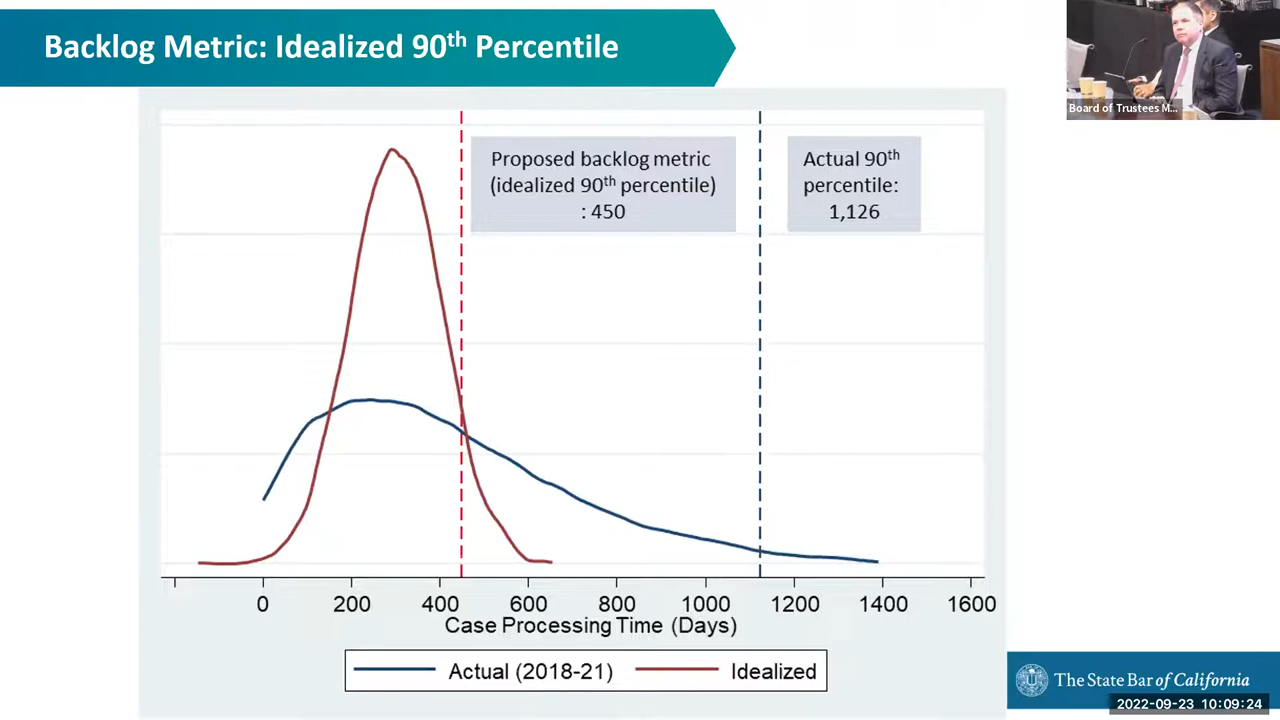 Backlog Metric: Idealized 90th Percentile
Board of Trustees M...
Proposed backlog metric
(idealized 90th percentile)
: 450
Actual 90th
percentile:
1,126
0 200 400 600 800 1000 1200 1400 1600
Case Processing Time (Days)
Actual (2018-21) Idealized
The State Bar of California
2022-09-23 10:09:24